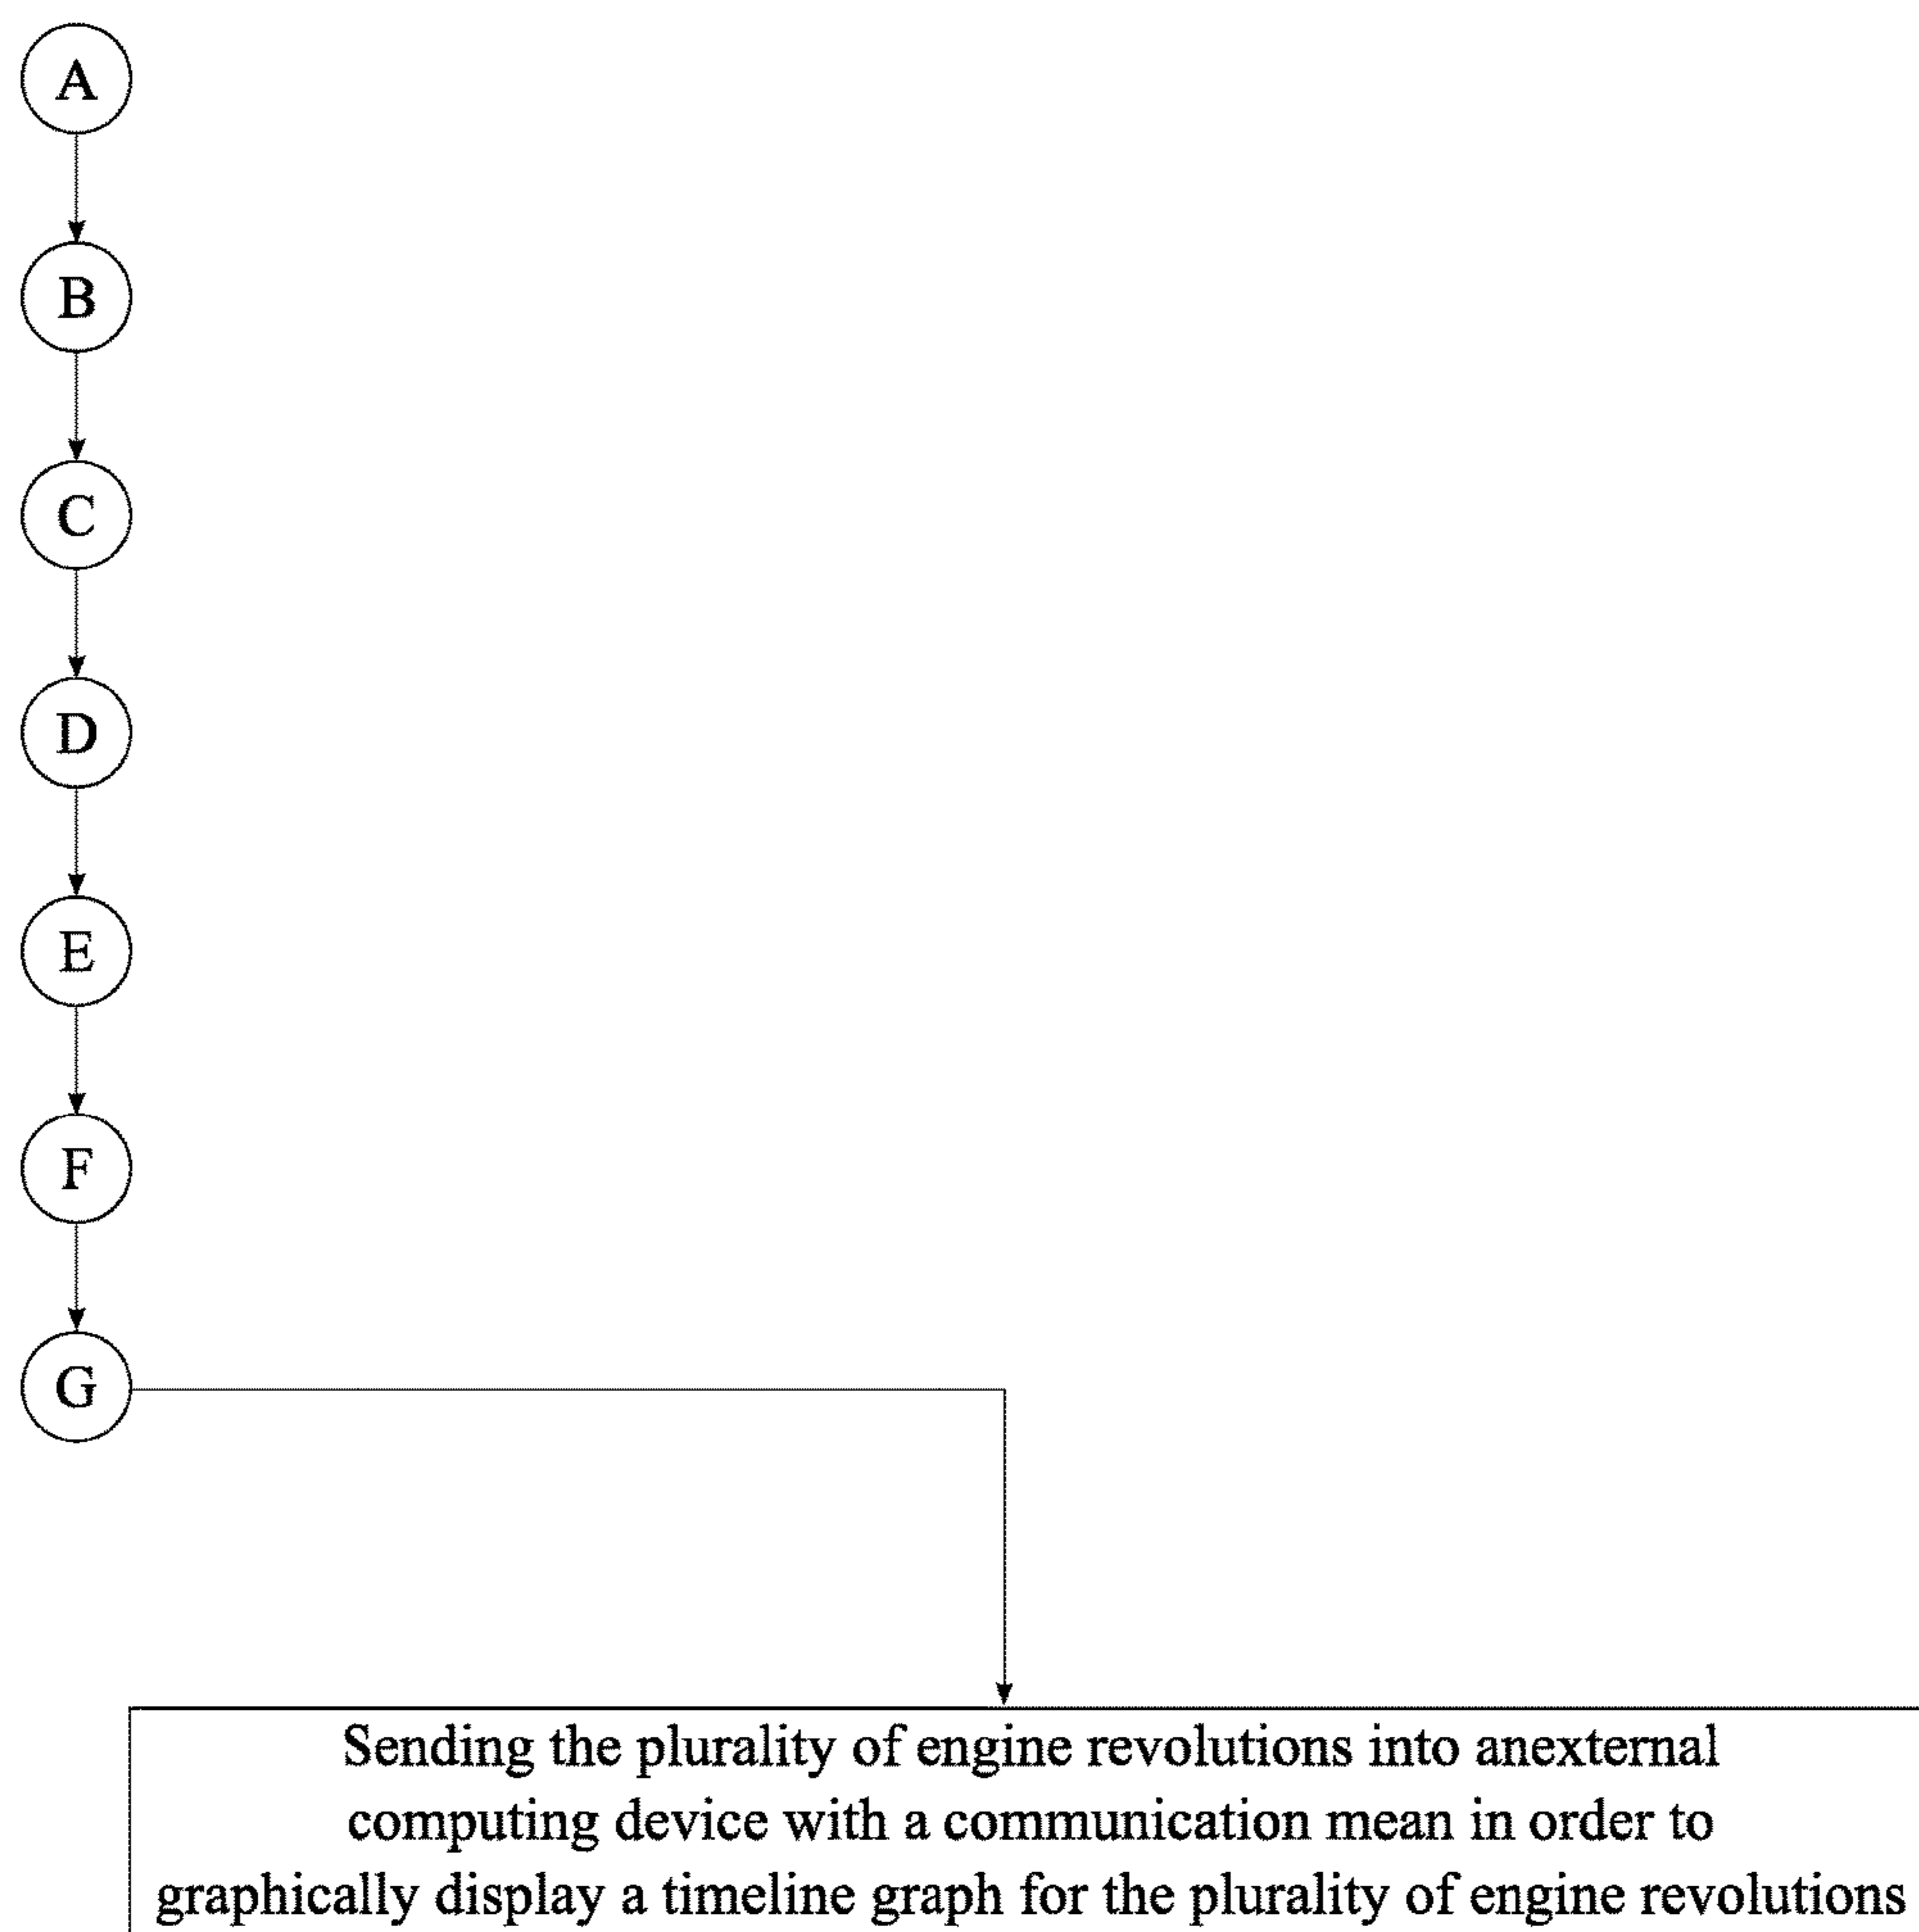 A
B
C
D
E
F
G
Sending the plurality of engine revolutions into anexternal
computing device with a communication mean in order to
graphically display a timeline graph for the plurality of engine revolutions